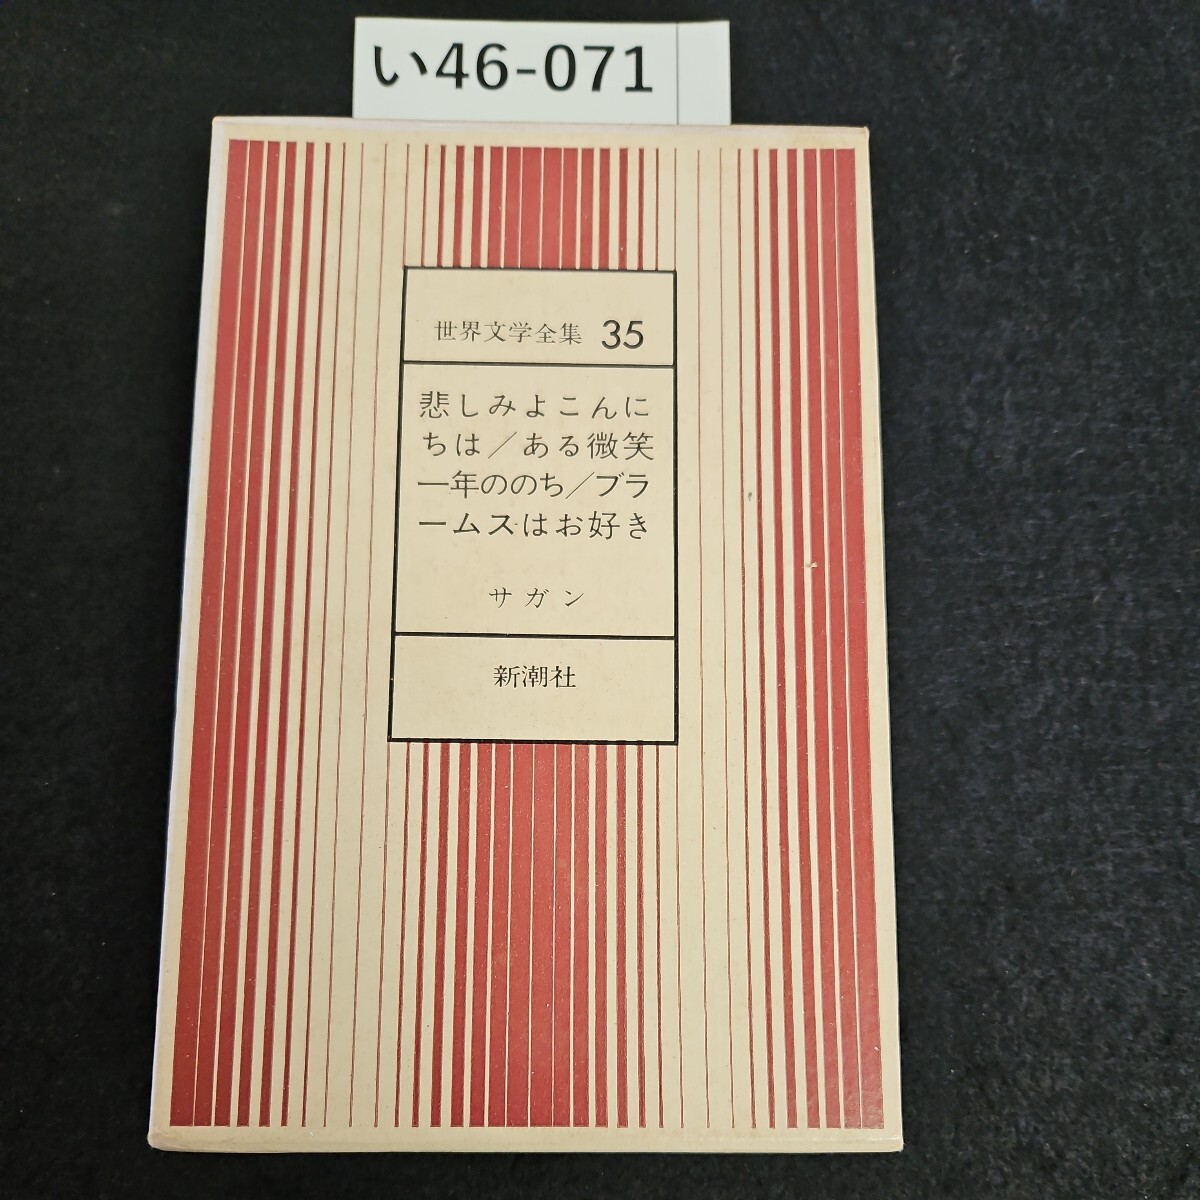 い46-071
世界文学全集 35
悲しみよこんに
ちは/ある微笑
一年ののち/ブラ
ームスはお好き
サガン
新潮社